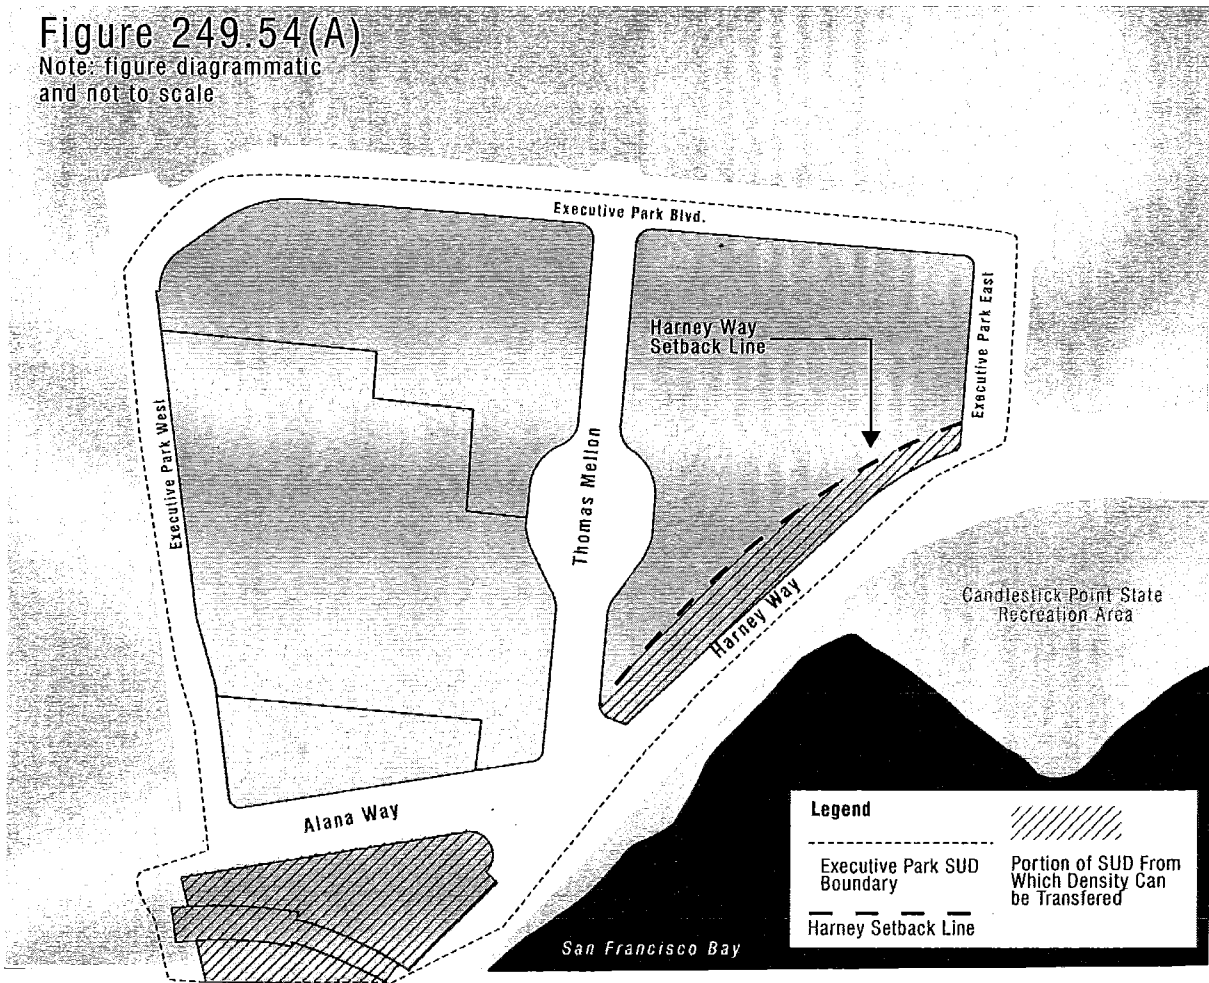 Figure 249.54(A)
Note: figure diagrammatic
and not to scale
Executive Park Blvd.
Executive Park East
Harney Way
Setback Line
Executive Park West
Thomas Mellon
Harney Way
Candlestick Point State
Recreation Area
Alana Way
San Francisco Bay
Legend
Executive Park SUD
Boundary
Harney Setback Line
Portion of SUD From
Which Density Can
be Transfered